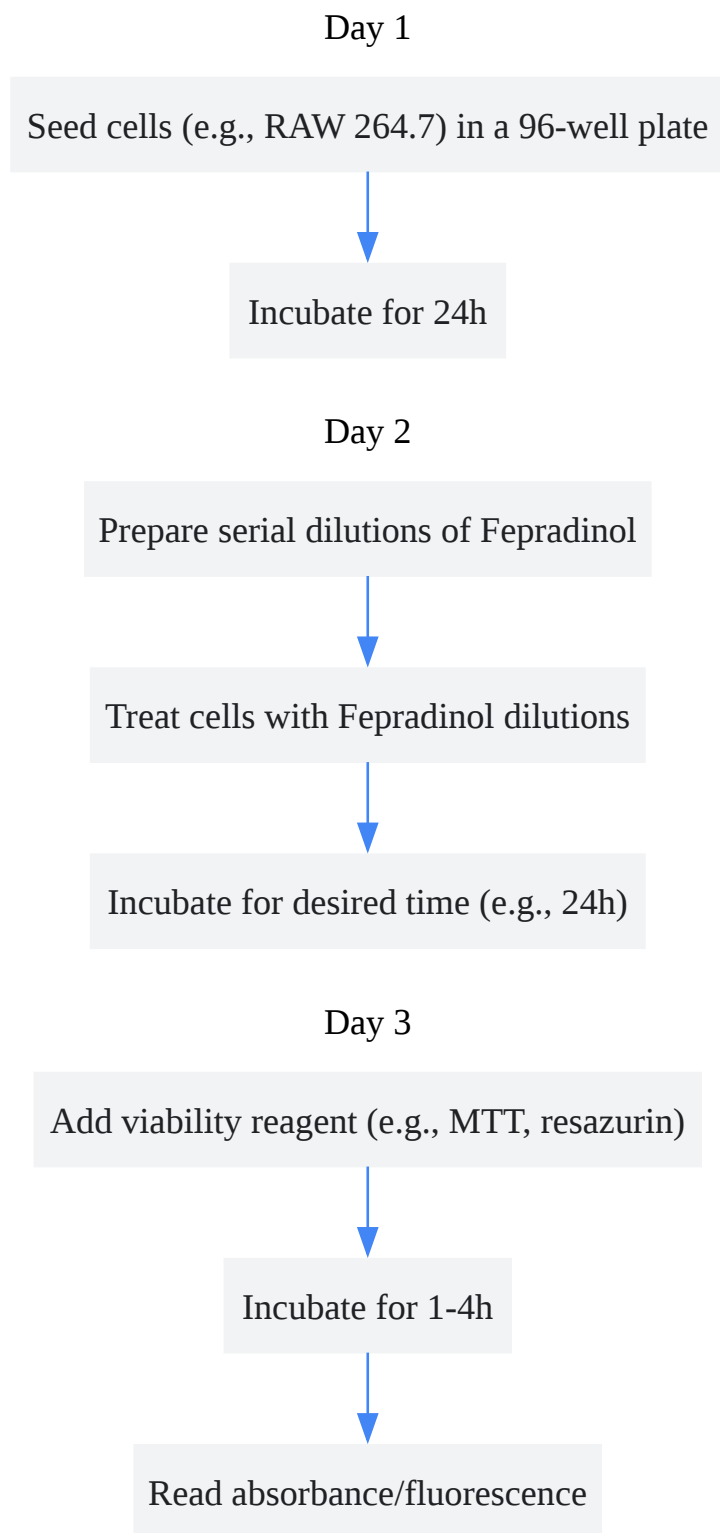 Day 1
Seed cells (e.g., RAW 264.7) in a 96-well plate
Incubate for 24h
Day 2
Prepare serial dilutions of Fepradinol
Treat cells with Fepradinol dilutions
Incubate for desired time (e.g., 24h)
Day 3
Add viability reagent (e.g., MTT, resazurin)
Incubate for 1-4h
Read absorbance/fluorescence